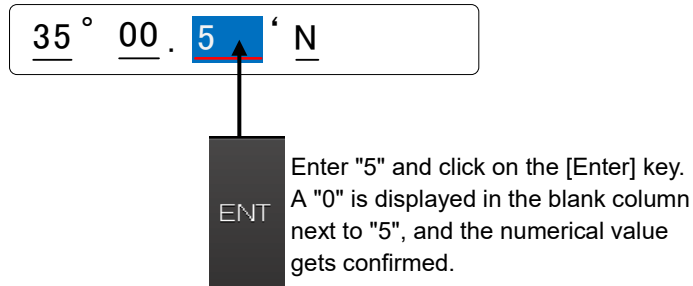 35° 00. 5 ‘ N
ENT
Enter "5" and click on the [Enter] key.
A "0" is displayed in the blank column
next to "5", and the numerical value
gets confirmed.